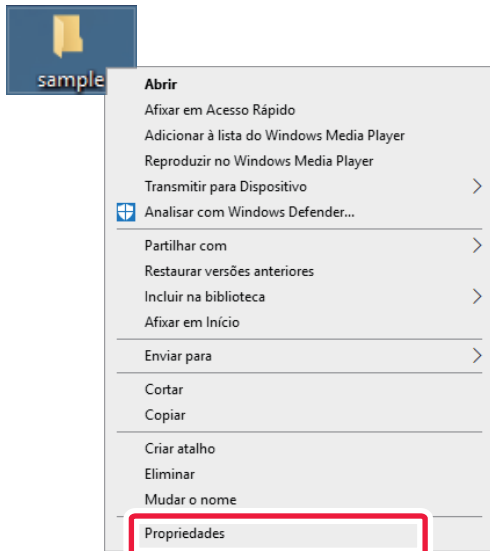 sample
Abrir
Afixar em Acesso Rápido
Adicionar à lista do Windows Media Player
Reproduzir no Windows Media Player
Transmitir para Dispositivo
Analisar com Windows Defender...
Partilhar com
Restaurar versões anteriores
Incluir na biblioteca
Afixar em Início
Enviar para
Cortar
Copiar
Criar atalho
Eliminar
Mudar o nome
Propriedades